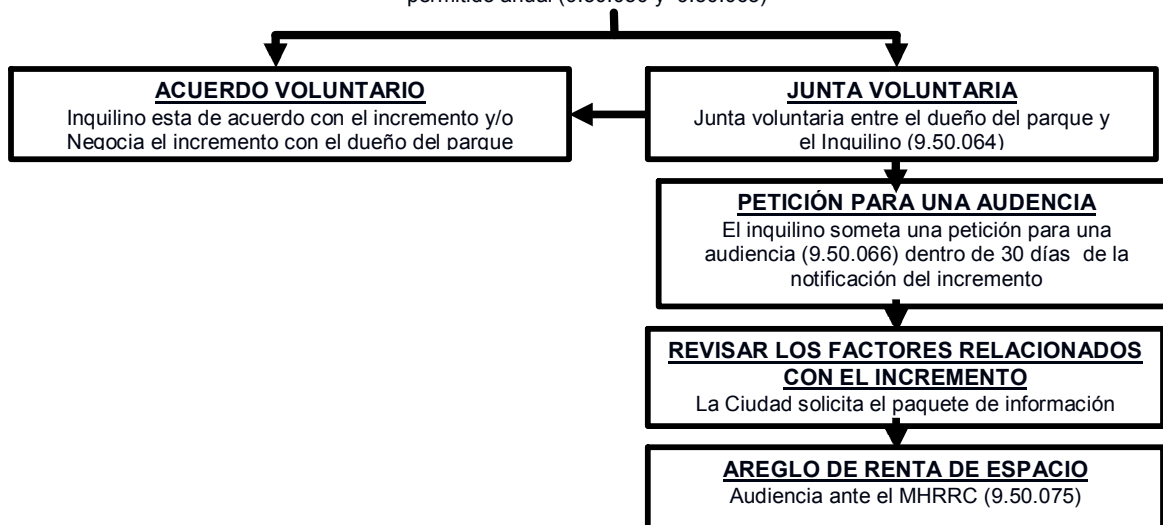 ACUERDO VOLUNTARIO
Inquilino esta de acuerdo con el incremento y/o
Negocia el incremento con el dueño del parque
JUNTA VOLUNTARIA
Junta voluntaria entre el dueño del parque y
el Inquilino (9.50.064)
PETICIÓN PARA UNA AUDENCIA
El inquilino someta una petición para una
audiencia (9.50.066) dentro de 30 días de la
notificación del incremento
REVISAR LOS FACTORES RELACIONADOS
CON EL INCREMENTO
La Ciudad solicita el paquete de información
AREGLO DE RENTA DE ESPACIO
Audiencia ante el MHRRC (9.50.075)